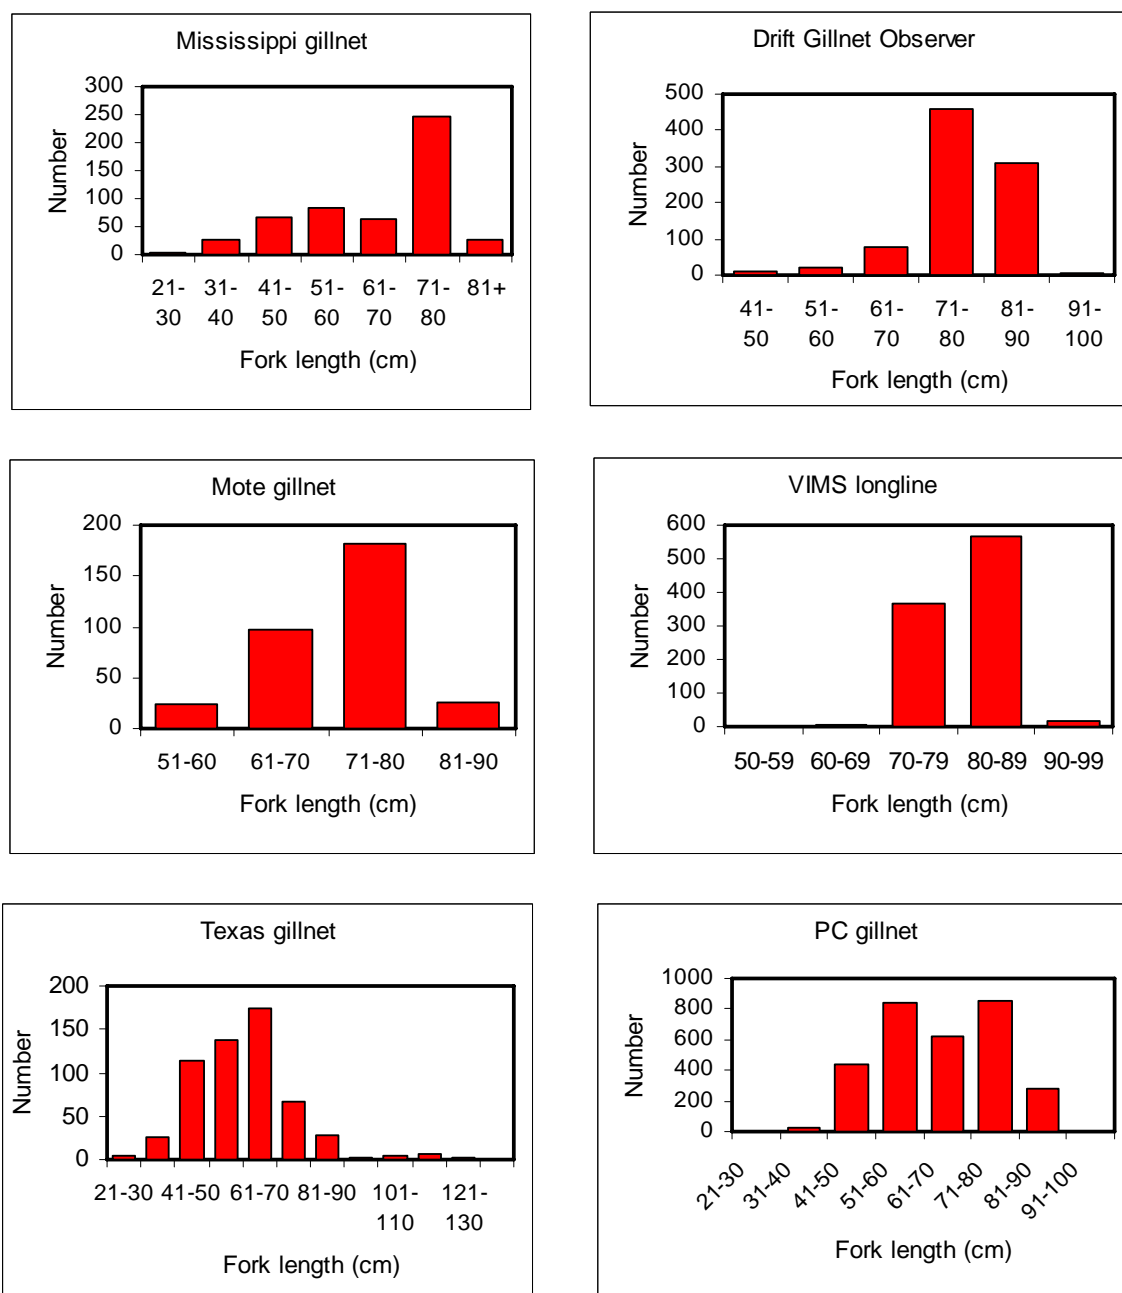 Mississippi gillnet
300
250
200
150
100
50
0
Number
21-30 31-40 41-50 51-60 61-70 71-80 81+
Fork length (cm)
Drift Gillnet Observer
500
400
300
200
100
0
Number
41-50 51-60 61-70 71-80 81-90 91-100
Fork length (cm)
Mote gillnet
200
150
100
50
0
Number
51-60 61-70 71-80 81-90
Fork length (cm)
VIMS longline
600
500
400
300
200
100
0
Number
50-59 60-69 70-79 80-89 90-99
Fork length (cm)
Texas gillnet
200
150
100
50
0
Number
21-30 41-50 61-70 81-90 101-110 121-130
Fork length (cm)
PC gillnet
1000
800
600
400
200
0
Number
21-30 31-40 41-50 51-60 61-70 71-80 81-90 91-100
Fork length (cm)